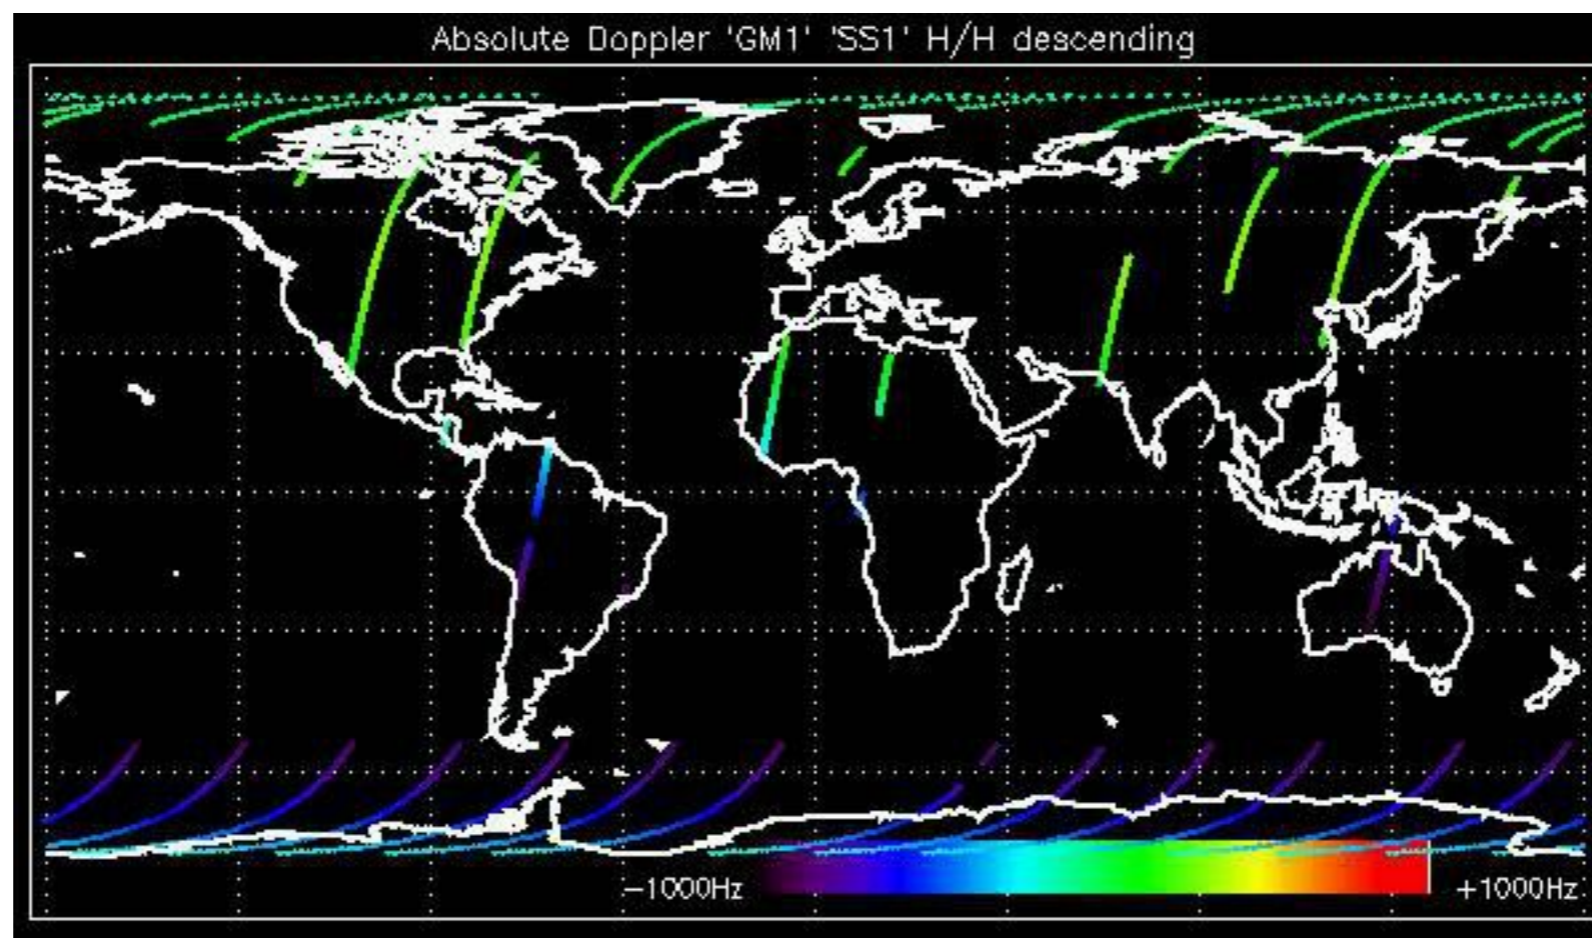 Absolute Doppler 'GM1' 'SS1' H/H descending
−1000Hz
+1000Hz